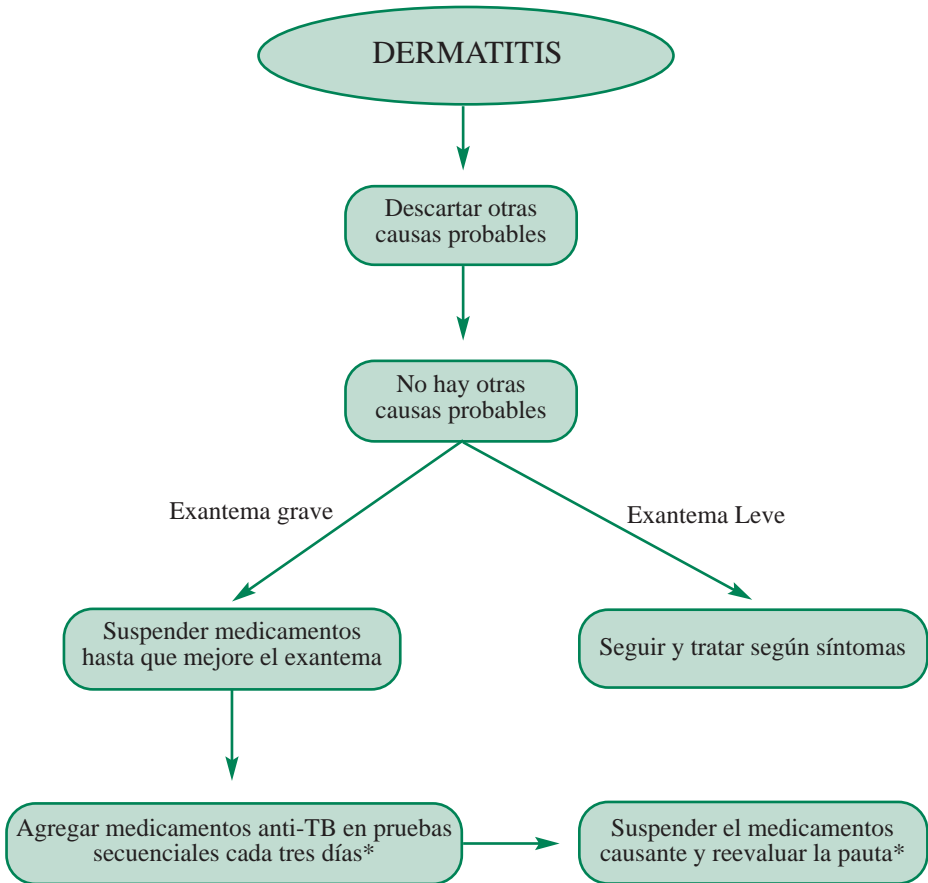 DERMATITIS
Descartar otras
causas probables
No hay otras
causas probables
Exantema grave
Exantema Leve
Suspender medicamentos
hasta que mejore el exantema
Seguir y tratar según síntomas
Agregar medicamentos anti-TB en pruebas
secuenciales cada tres días*
Suspender el medicamentos
causante y reevaluar la pauta*